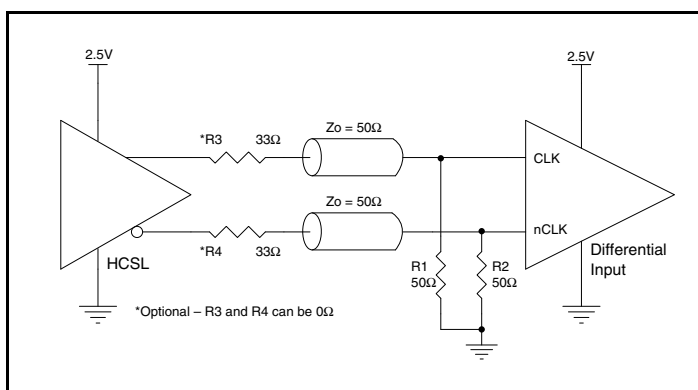 2.5V
2.5V
*R3 33Ω
Zo = 50Ω
CLK
Zo = 50Ω
nCLK
*R4 33Ω
HCSL
R1
50Ω
R2
50Ω
Differential
Input
*Optional – R3 and R4 can be 0Ω